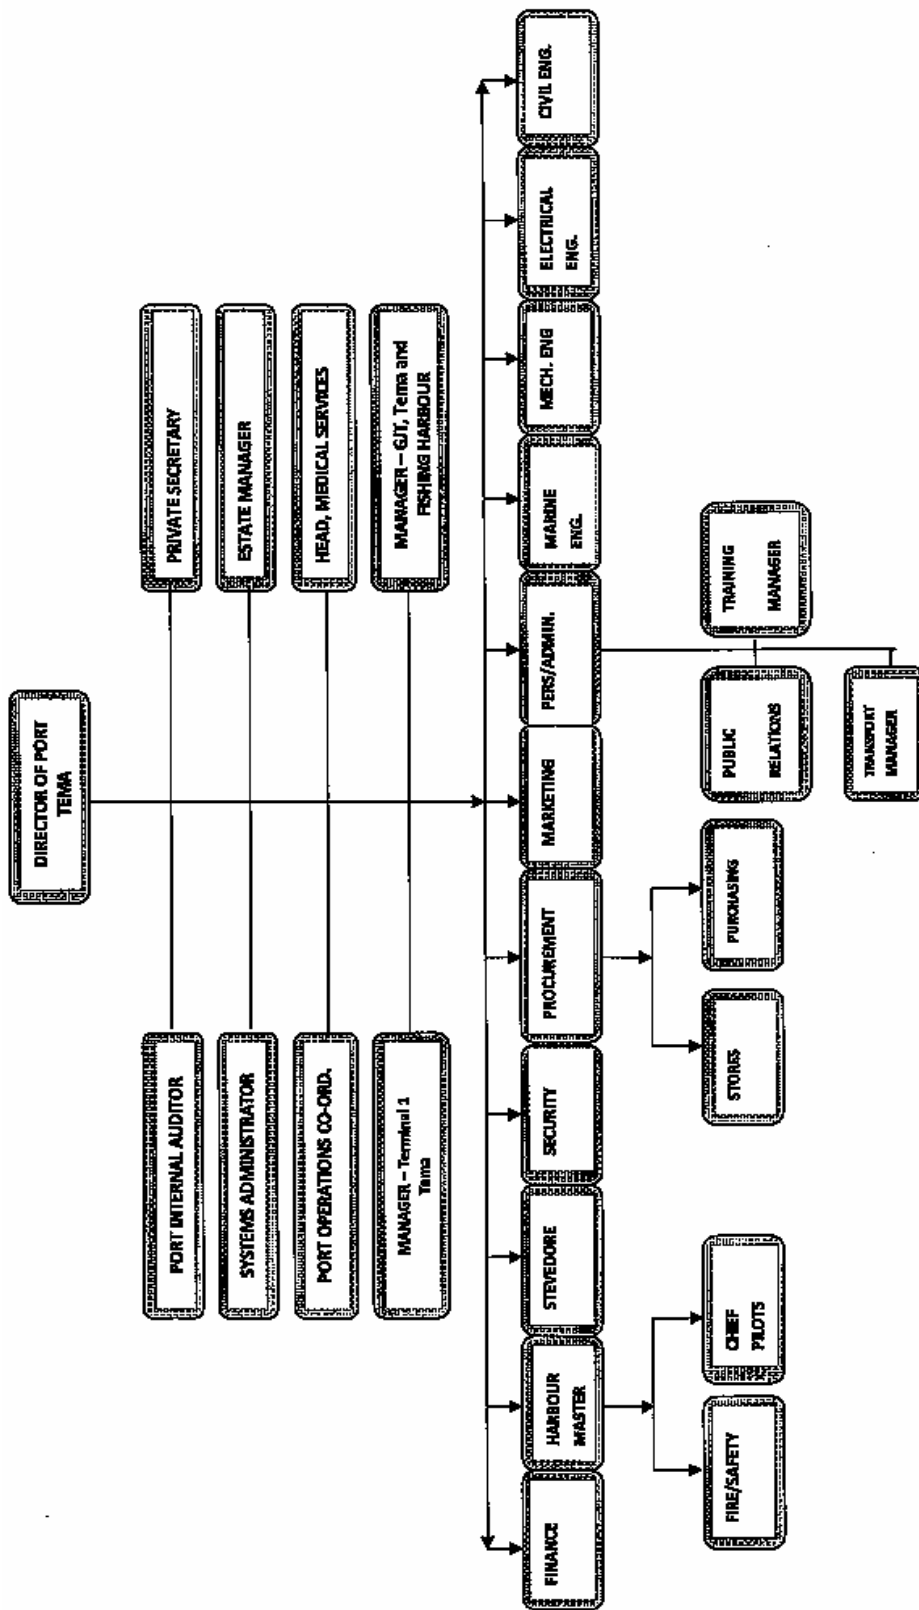 DIRECTOR OF PORT
TEMA
PORT INTERNAL AUDITOR
PRIVATE SECRETARY
SYSTEMS ADMINISTRATOR
ESTATE MANAGER
PORT OPERATIONS CO-ORD.
HEAD, MEDICAL SERVICES
MANAGER – Terminal 1
Tema
MANAGER – GJT, Tema and
FISHING HARBOUR
FINANCE
HARBOUR
MASTER
STEVEDORE
SECURITY
PROCUREMENT
MARKETING
PERS/ADMIN.
MARINE
ENG.
MECH. ENG
ELECTRICAL
ENG.
CIVIL ENG.
FIRE/SAFETY
CHIEF
PILOTS
STORES
PURCHASING
PUBLIC
RELATIONS
TRAINING
MANAGER
TRANSPORT
MANAGER